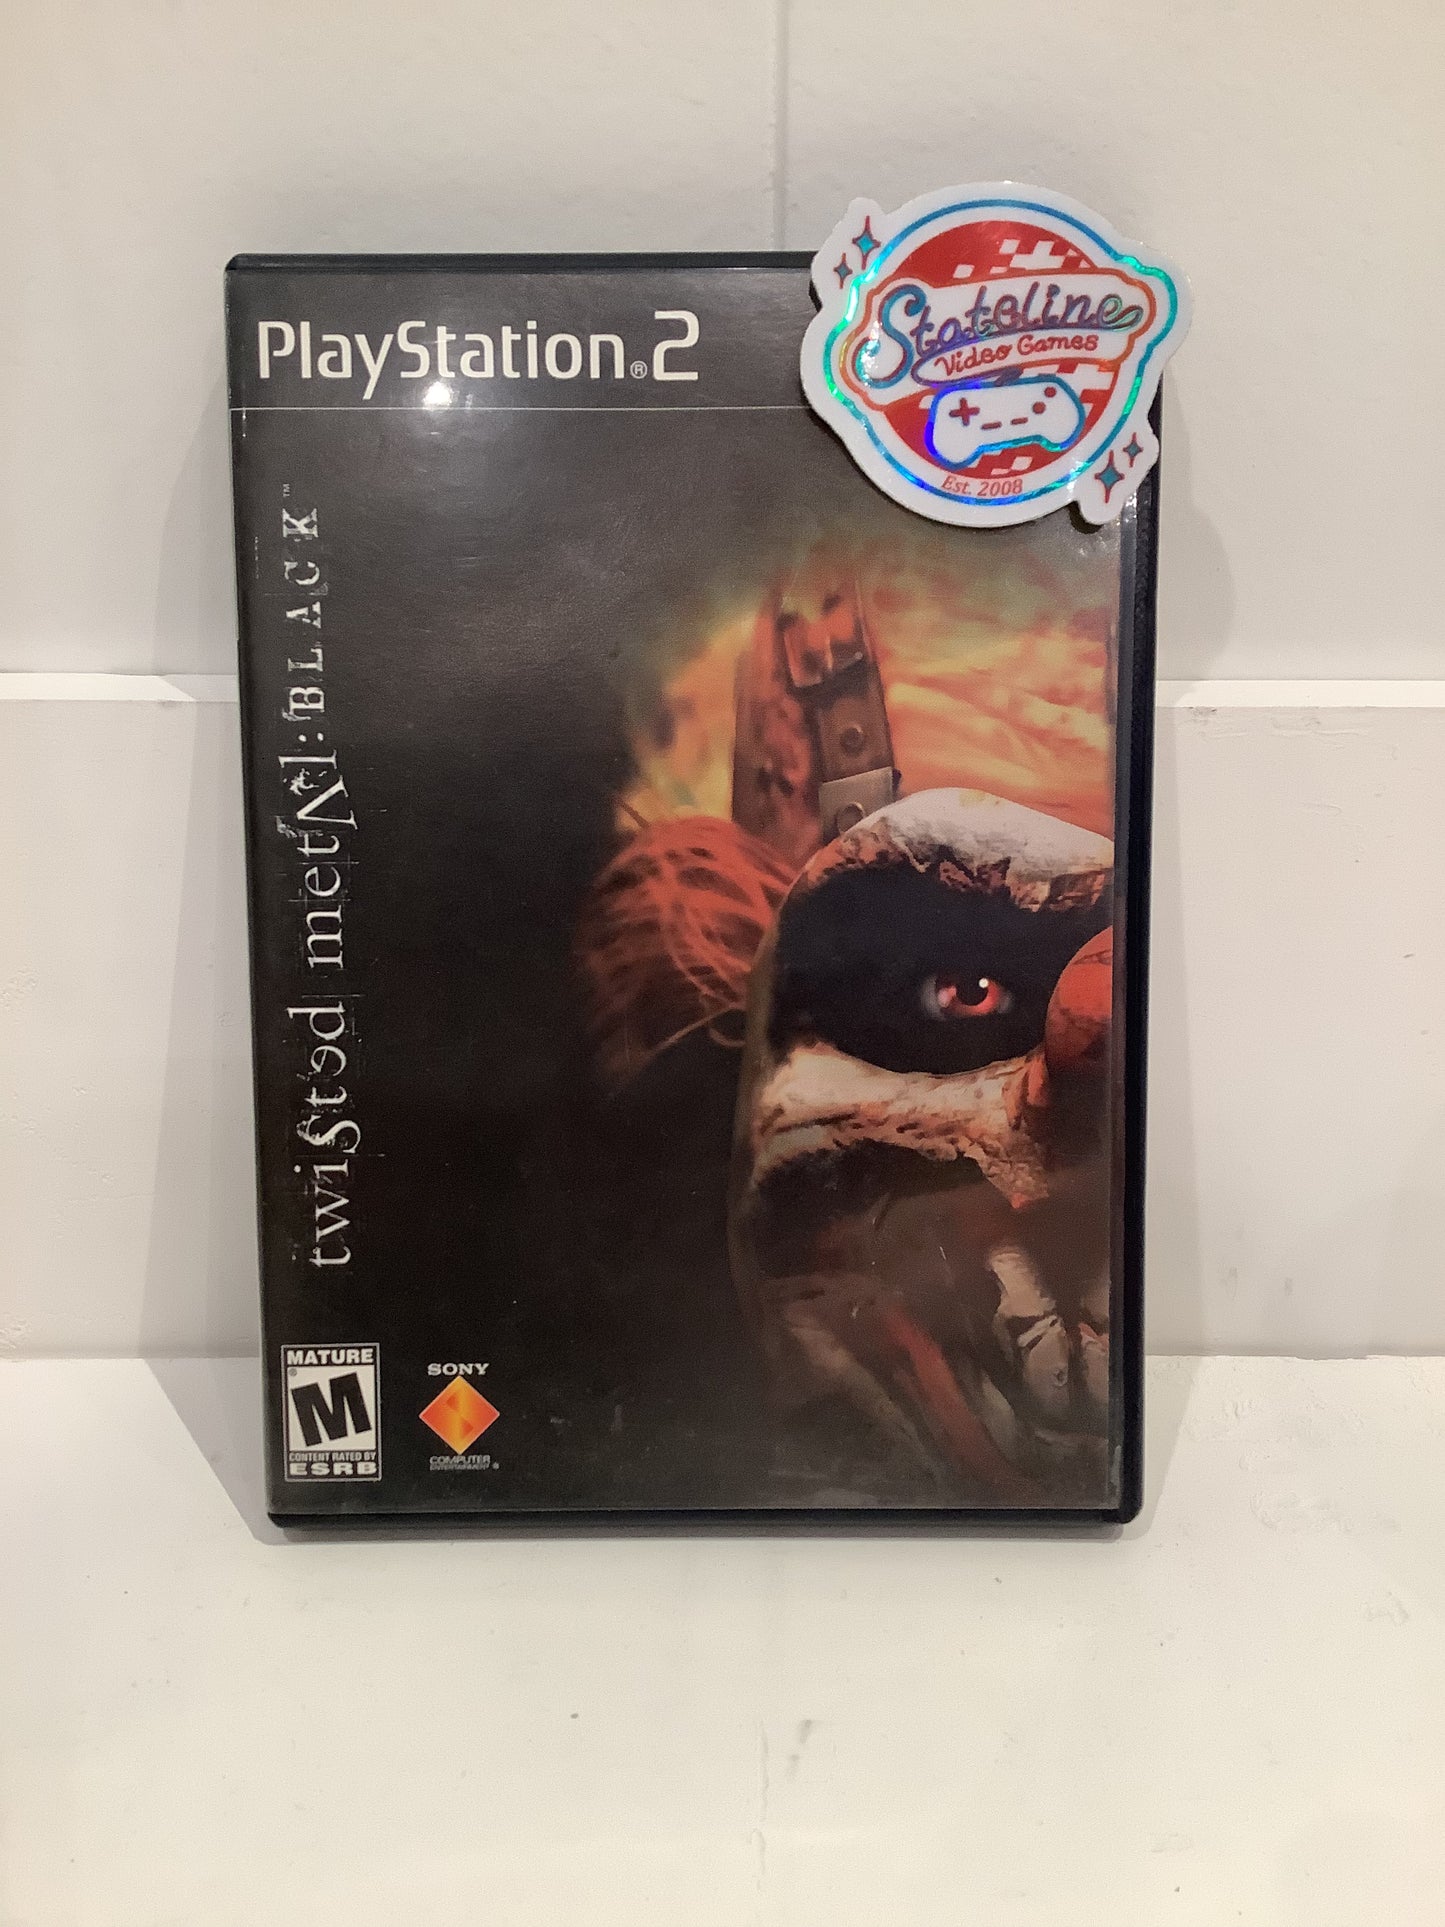 PlayStation®2
Stateline
Video Games
Est. 2008
twiSted metAl:BLACK™
MATURE
M
CONTENT RATED BY
ESRB
SONY
COMPUTER
ENTERTAINMENT®